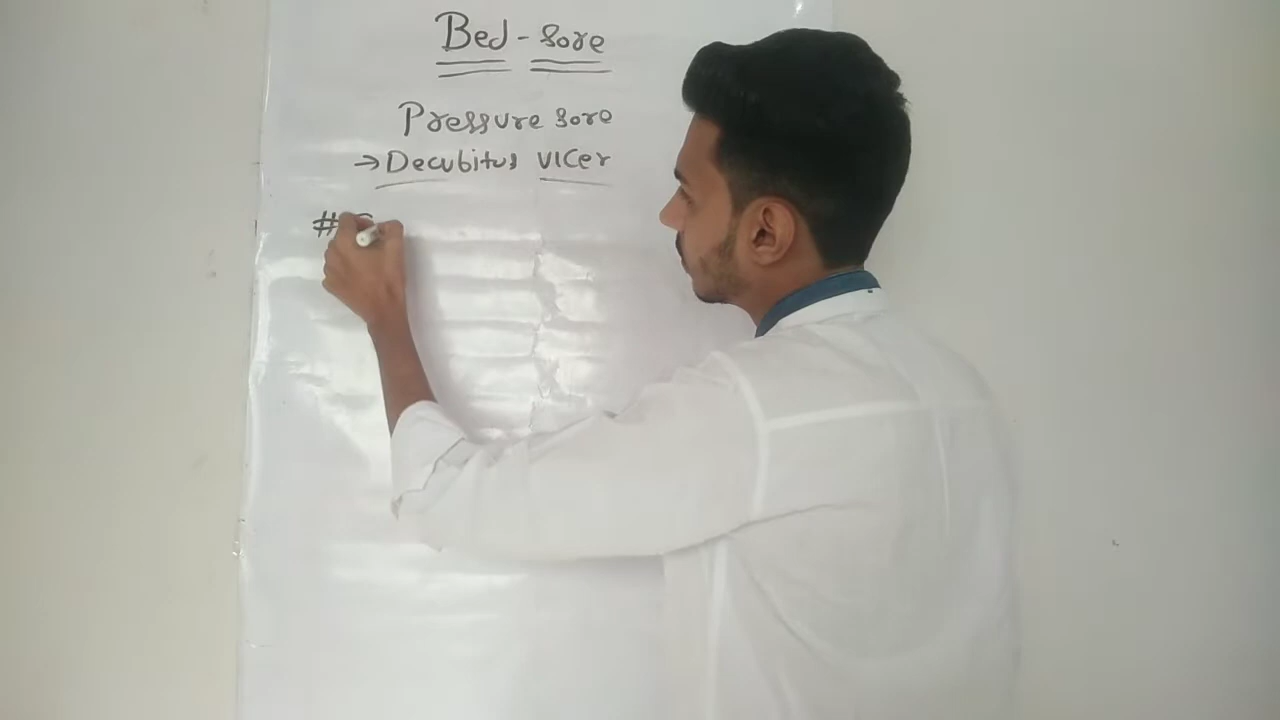 Bed - Sore
Pressure sore
→ Decubitus Ulcer
#